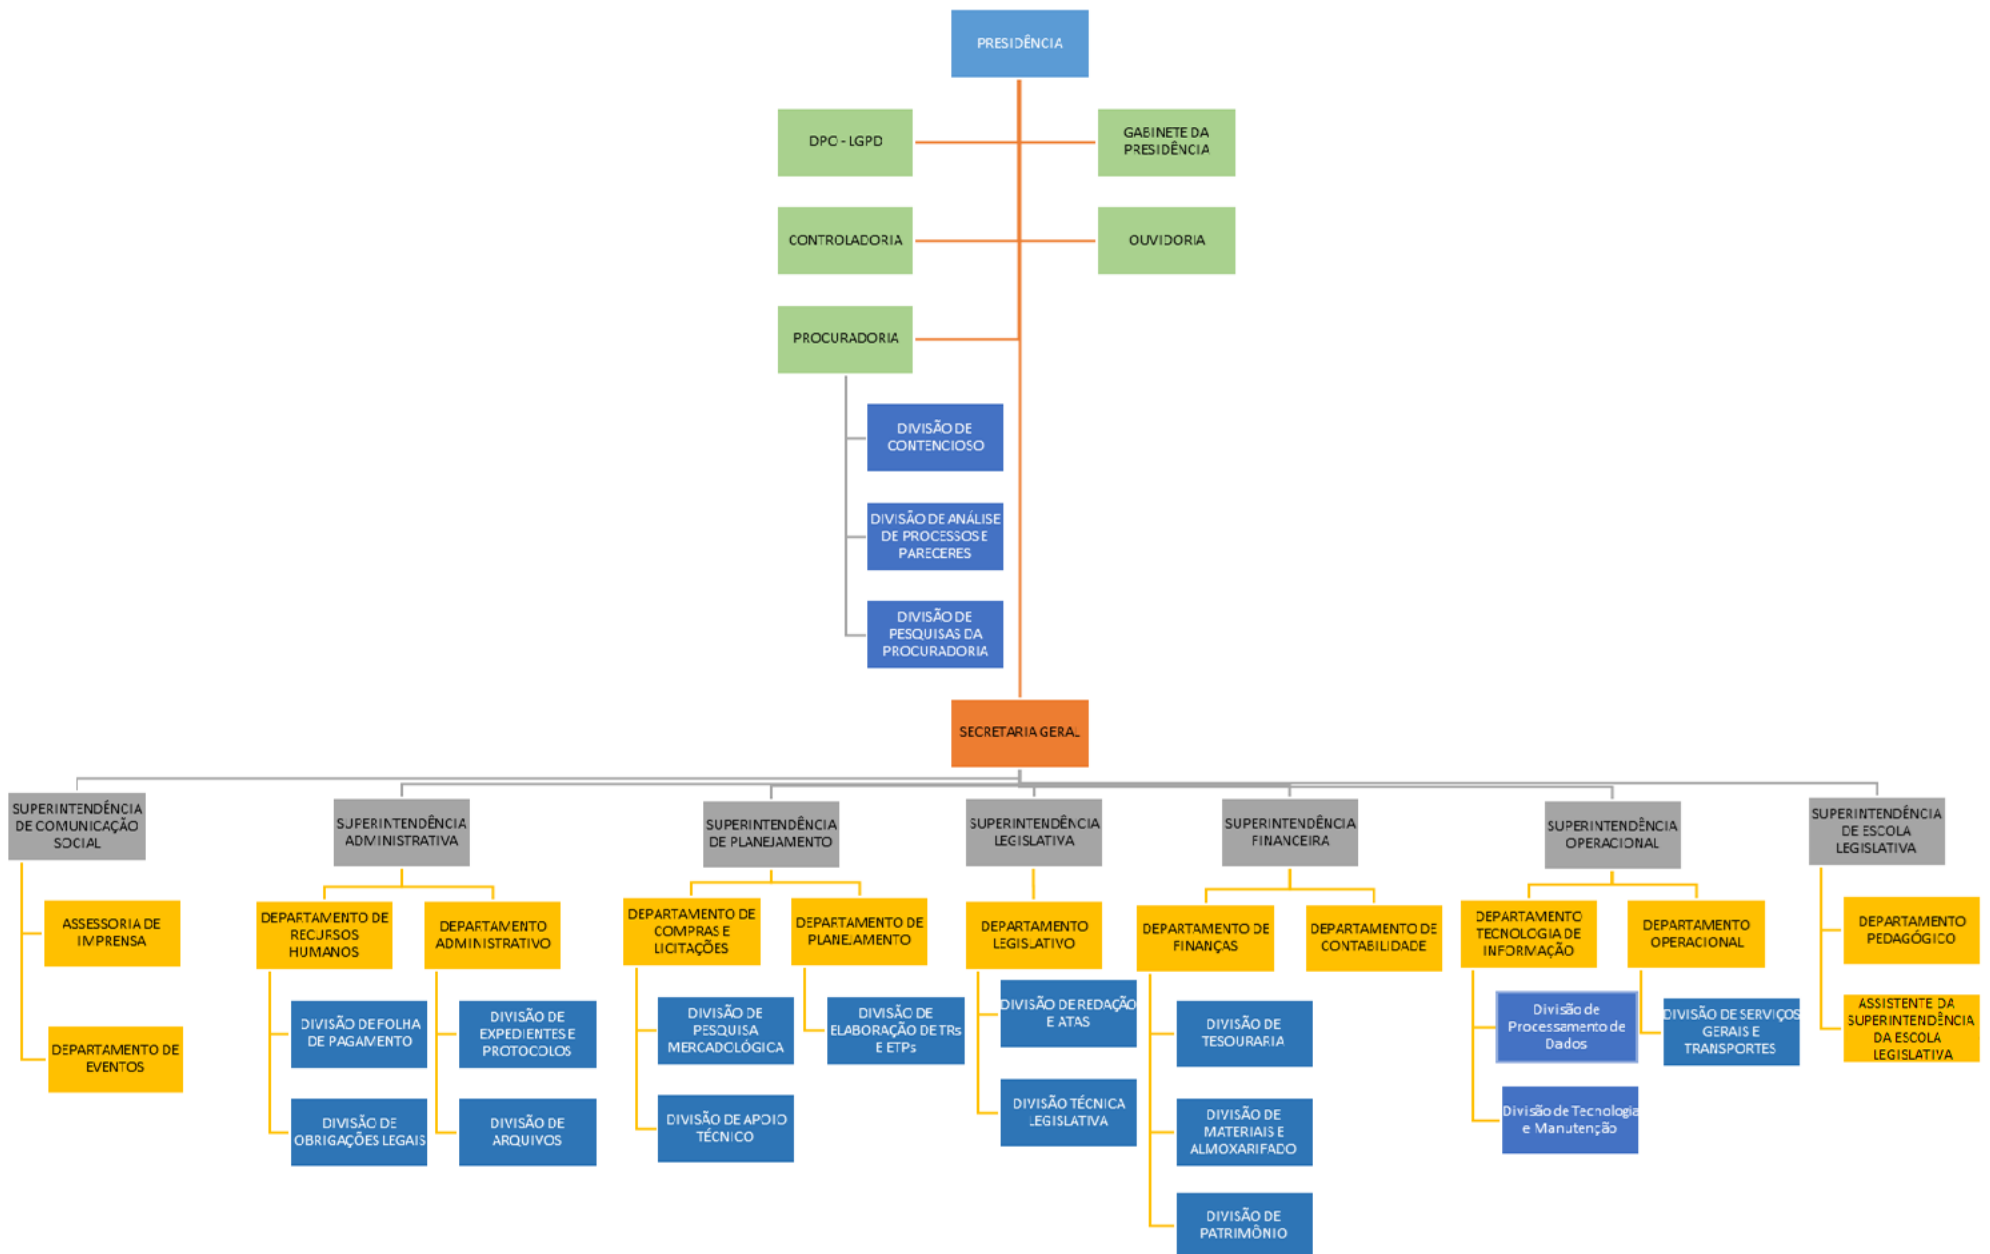 PRESIDÊNCIA
DPO - LGPD
GABINETE DA
PRESIDÊNCIA
CONTROLADORIA
OUVIDORIA
PROCURADORIA
DIVISÃO DE
CONTENCIOSO
DIVISÃO DE ANÁLISE
DE PROCESSOS E
PARECERES
DIVISÃO DE
PESQUISAS DA
PROCURADORIA
SECRETARIA GERAL
SUPERINTENDÊNCIA
DE COMUNICAÇÃO
SOCIAL
SUPERINTENDÊNCIA
ADMINISTRATIVA
SUPERINTENDÊNCIA
DE PLANEJAMENTO
SUPERINTENDÊNCIA
LEGISLATIVA
SUPERINTENDÊNCIA
FINANCEIRA
SUPERINTENDÊNCIA
OPERACIONAL
SUPERINTENDÊNCIA
DE ESCOLA
LEGISLATIVA
ASSESSORIA DE
IMPRENSA
DEPARTAMENTO DE
EVENTOS
DEPARTAMENTO DE
RECURSOS
HUMANOS
DIVISÃO DE FOLHA
DE PAGAMENTO
DIVISÃO DE
OBRIGAÇÕES LEGAIS
DEPARTAMENTO
ADMINISTRATIVO
DIVISÃO DE
EXPEDIENTES E
PROTOCOLOS
DIVISÃO DE
ARQUIVOS
DEPARTAMENTO DE
COMPRAS E
LICITAÇÕES
DIVISÃO DE
PESQUISA
MERCADOLÓGICA
DIVISÃO DE APOIO
TÉCNICO
DEPARTAMENTO DE
PLANEJAMENTO
DIVISÃO DE
ELABORAÇÃO DE TRs
E ETPs
DEPARTAMENTO
LEGISLATIVO
DIVISÃO DE REDAÇÃO
E ATAS
DIVISÃO TÉCNICA
LEGISLATIVA
DEPARTAMENTO DE
FINANÇAS
DIVISÃO DE
TESOURARIA
DIVISÃO DE
MATERIAIS E
ALMOXARIFADO
DIVISÃO DE
PATRIMÔNIO
DEPARTAMENTO DE
CONTABILIDADE
DEPARTAMENTO
TECNOLOGIA DE
INFORMAÇÃO
Divisão de
Processamento de
Dados
Divisão de Tecnologia
e Manutenção
DEPARTAMENTO
OPERACIONAL
DIVISÃO DE SERVIÇOS
GERAIS E
TRANSPORTES
DEPARTAMENTO
PEDAGÓGICO
ASSISTENTE DA
SUPERINTENDÊNCIA
DA ESCOLA
LEGISLATIVA